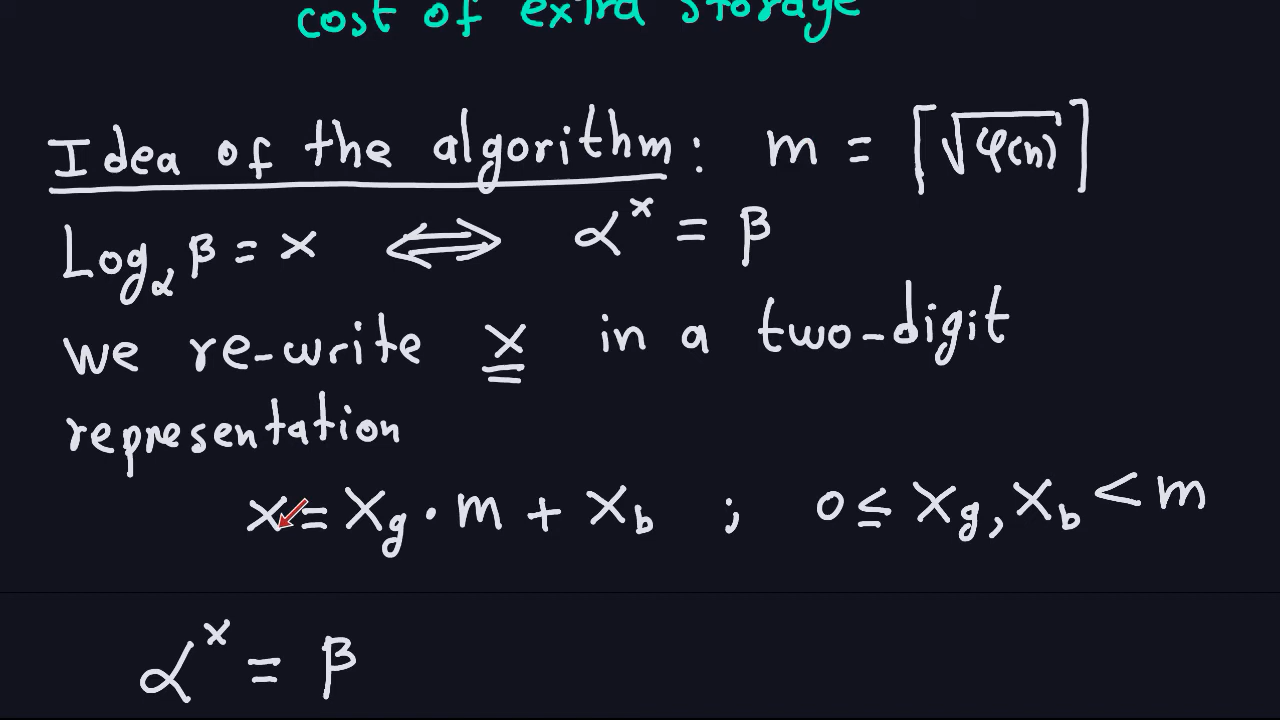 cost of extra storage
Idea of the algorithm: m = ⌈√φ(n)⌉
Log_α β = x ⟺ α^x = β
we re-write x in a two-digit
representation
x = x_g · m + x_b ; 0 ≤ x_g, x_b < m
α^x = β